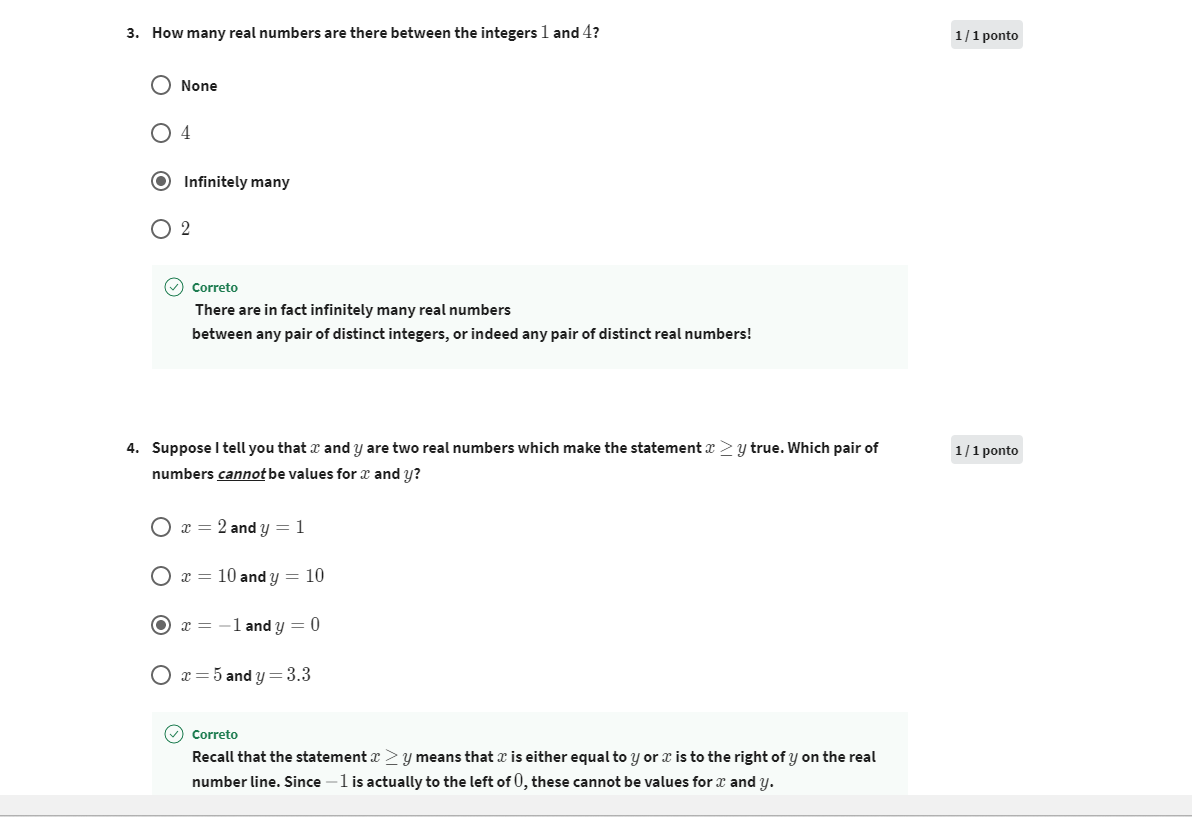 3. How many real numbers are there between the integers 1 and 4?
1 / 1 ponto
None
4
Infinitely many
2
Correto
There are in fact infinitely many real numbers
between any pair of distinct integers, or indeed any pair of distinct real numbers!
4. Suppose I tell you that x and y are two real numbers which make the statement x ≥ y true. Which pair of
1 / 1 ponto
numbers cannot be values for x and y?
x = 2 and y = 1
x = 10 and y = 10
x = −1 and y = 0
x = 5 and y = 3.3
Correto
Recall that the statement x ≥ y means that x is either equal to y or x is to the right of y on the real
number line. Since −1 is actually to the left of 0, these cannot be values for x and y.